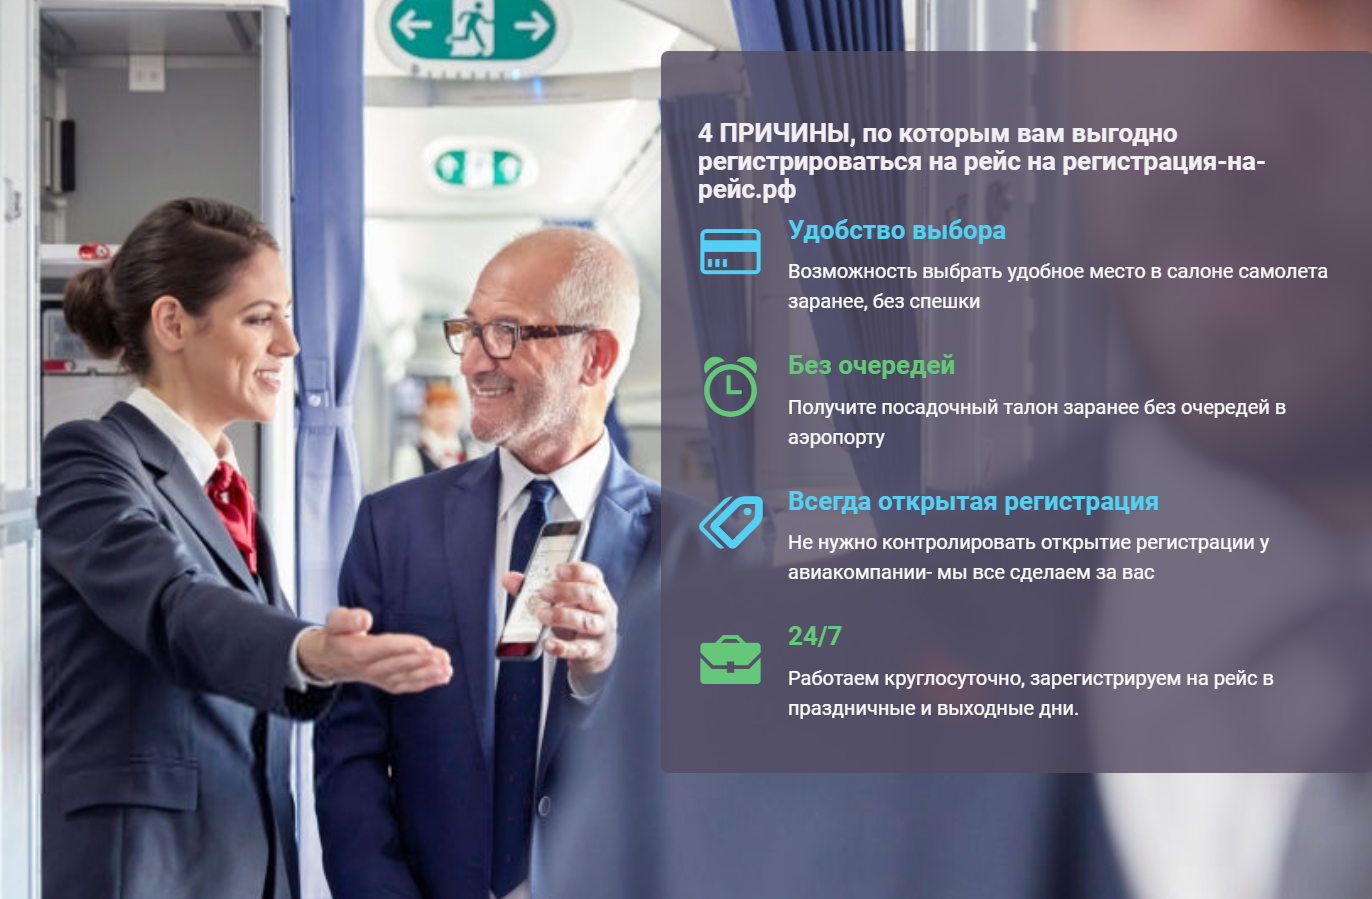 4 ПРИЧИНЫ, по которым вам выгодно
регистрироваться на рейс на регистрация-на-
рейс.рф
Удобство выбора
Возможность выбрать удобное место в салоне самолета
заранее, без спешки
Без очередей
Получите посадочный талон заранее без очередей в
аэропорту
Всегда открытая регистрация
Не нужно контролировать открытие регистрации у
авиакомпании- мы все сделаем за вас
24/7
Работаем круглосуточно, зарегистрируем на рейс в
праздничные и выходные дни.